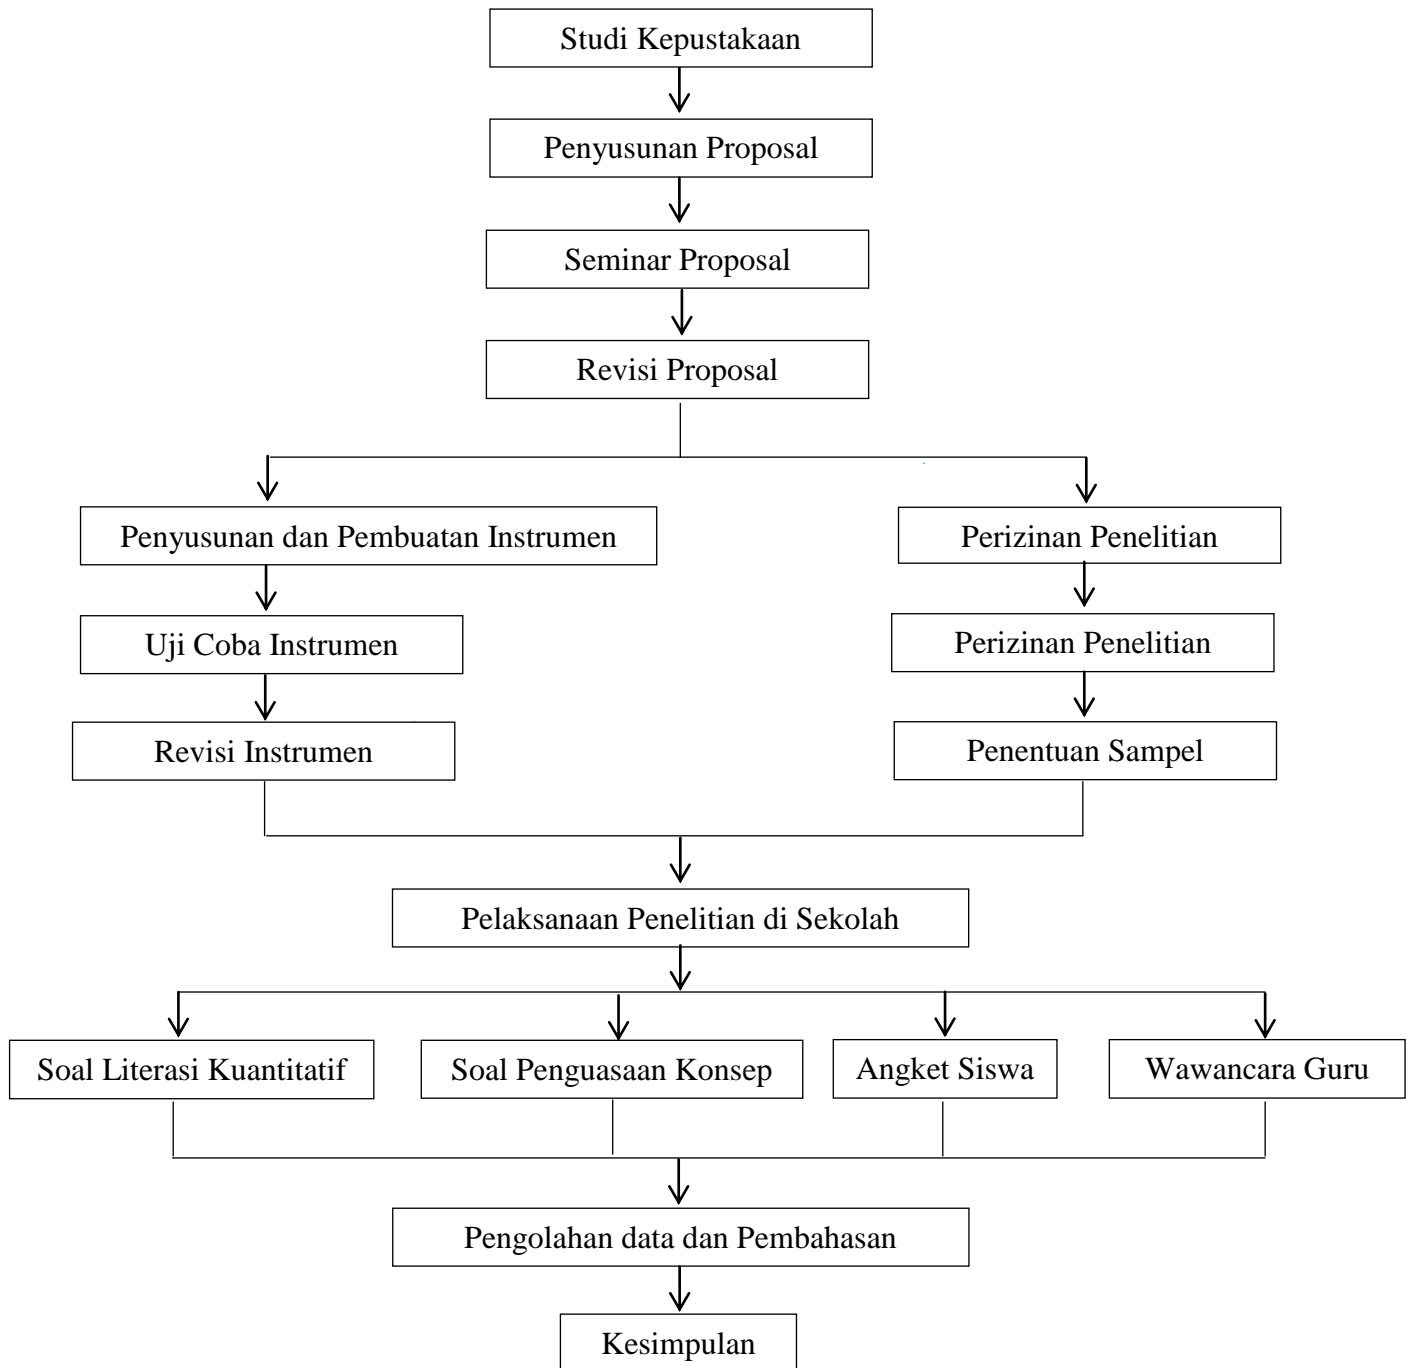 Studi Kepustakaan
Penyusunan Proposal
Seminar Proposal
Revisi Proposal
Penyusunan dan Pembuatan Instrumen
Perizinan Penelitian
Uji Coba Instrumen
Perizinan Penelitian
Revisi Instrumen
Penentuan Sampel
Pelaksanaan Penelitian di Sekolah
Soal Literasi Kuantitatif
Soal Penguasaan Konsep
Angket Siswa
Wawancara Guru
Pengolahan data dan Pembahasan
Kesimpulan